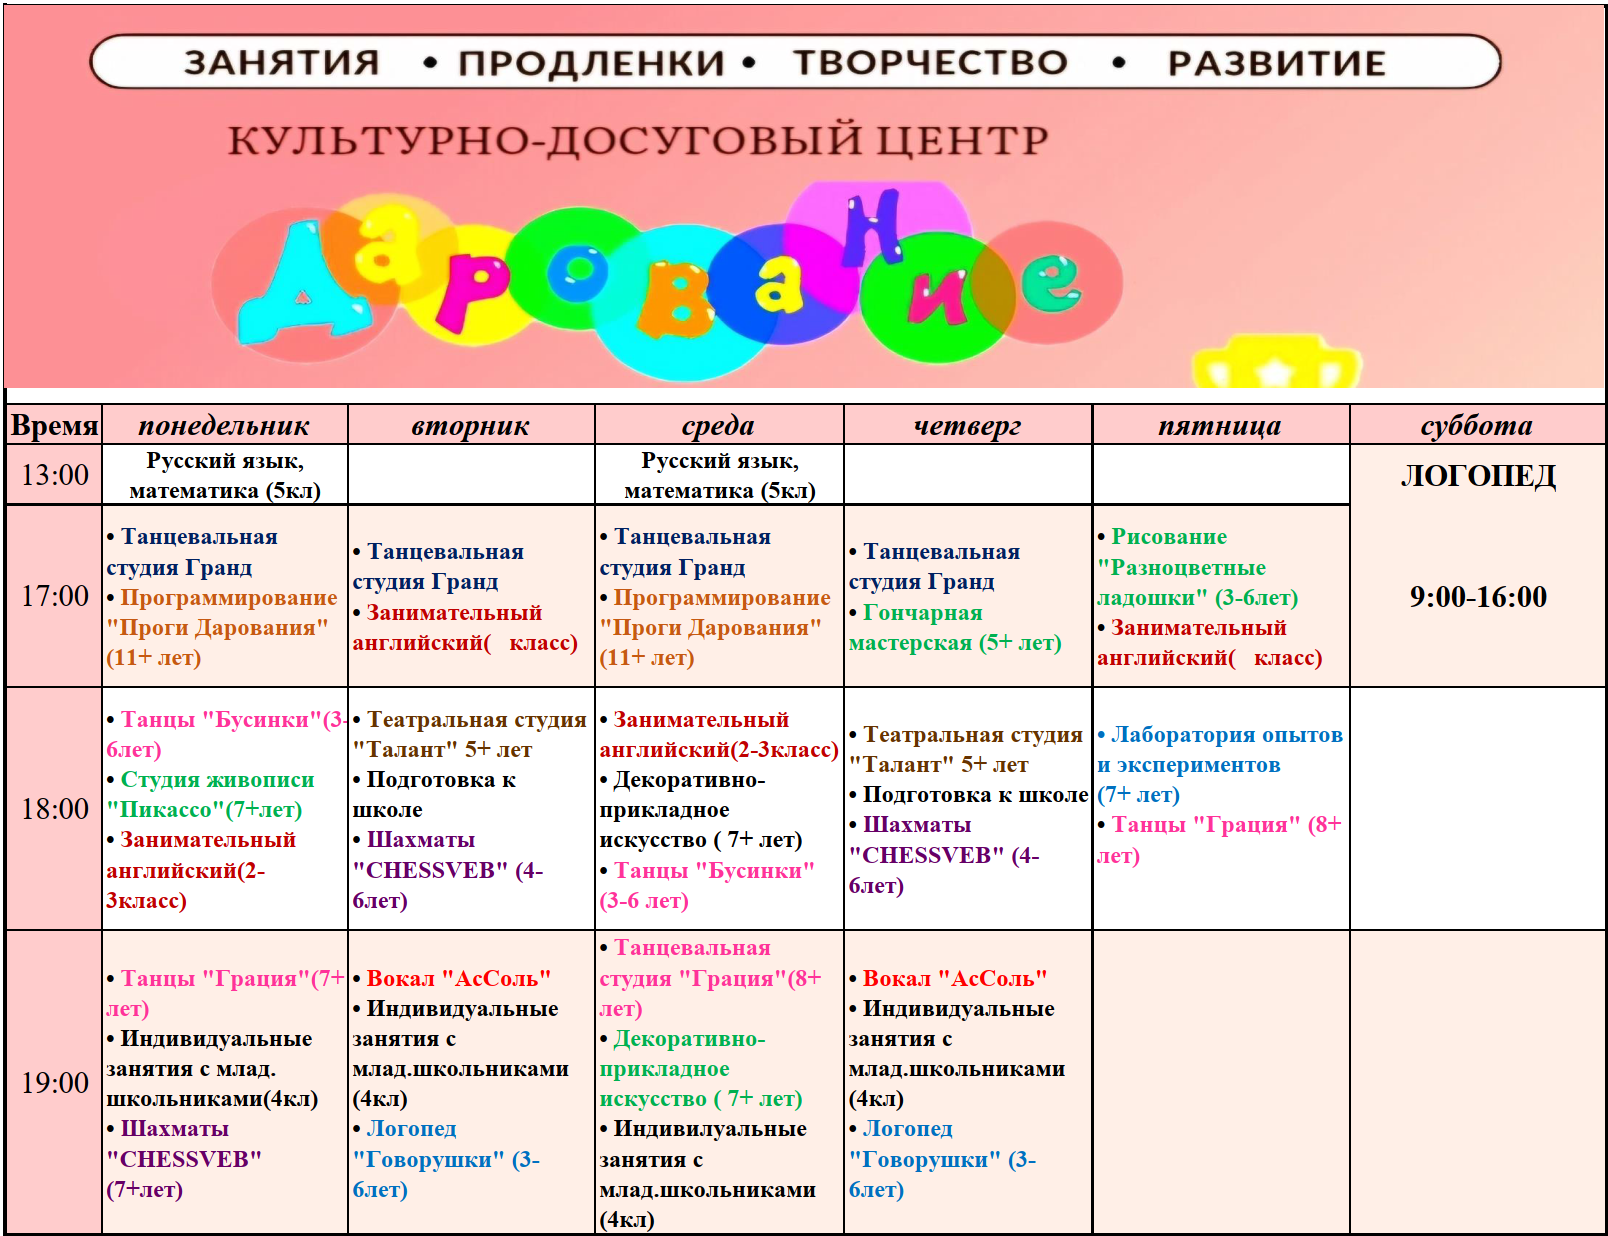 ЗАНЯТИЯ • ПРОДЛЕНКИ • ТВОРЧЕСТВО • РАЗВИТИЕ
КУЛЬТУРНО-ДОСУГОВЫЙ ЦЕНТР
Дарование
Время понедельник вторник среда четверг пятница суббота
13:00
Русский язык,
математика (5кл)
Русский язык,
математика (5кл)
ЛОГОПЕД
9:00-16:00
17:00
• Танцевальная
студия Гранд
• Программирование
"Проги Дарования"
(11+ лет)
• Танцевальная
студия Гранд
• Занимательный
английский( класс)
• Танцевальная
студия Гранд
• Программирование
"Проги Дарования"
(11+ лет)
• Танцевальная
студия Гранд
• Гончарная
мастерская (5+ лет)
• Рисование
"Разноцветные
ладошки" (3-6лет)
• Занимательный
английский( класс)
18:00
• Танцы "Бусинки"(3-
6лет)
• Студия живописи
"Пикассо"(7+лет)
• Занимательный
английский(2-
3класс)
• Театральная студия
"Талант" 5+ лет
• Подготовка к
школе
• Шахматы
"CHESSVEB" (4-
6лет)
• Занимательный
английский(2-3класс)
• Декоративно-
прикладное
искусство ( 7+ лет)
• Танцы "Бусинки"
(3-6 лет)
• Театральная студия
"Талант" 5+ лет
• Подготовка к школе
• Шахматы
"CHESSVEB" (4-
6лет)
• Лаборатория опытов
и экспериментов
(7+ лет)
• Танцы "Грация" (8+
лет)
19:00
• Танцы "Грация"(7+
лет)
• Индивидуальные
занятия с млад.
школьниками(4кл)
• Шахматы
"CHESSVEB"
(7+лет)
• Вокал "АсСоль"
• Индивидуальные
занятия с
млад.школьниками
(4кл)
• Логопед
"Говорушки" (3-
6лет)
• Танцевальная
студия "Грация"(8+
лет)
• Декоративно-
прикладное
искусство ( 7+ лет)
• Индивилуальные
занятия с
млад.школьниками
(4кл)
• Вокал "АсСоль"
• Индивидуальные
занятия с
млад.школьниками
(4кл)
• Логопед
"Говорушки" (3-
6лет)